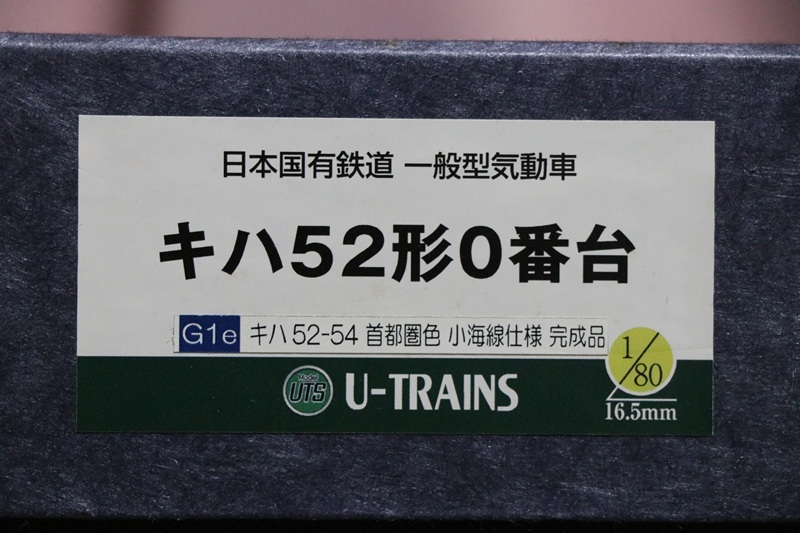 日本国有鉄道 一般型気動車
キハ52形0番台
G1e キハ52-54 首都圏色 小海線仕様 完成品
1/80
Model
UTS
U-TRAINS
16.5mm